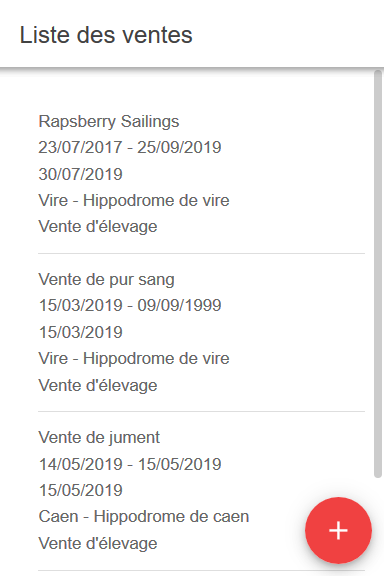 Liste des ventes
Rapsberry Sailings
23/07/2017 - 25/09/2019
30/07/2019
Vire - Hippodrome de vire
Vente d'élevage
Vente de pur sang
15/03/2019 - 09/09/1999
15/03/2019
Vire - Hippodrome de vire
Vente d'élevage
Vente de jument
14/05/2019 - 15/05/2019
15/05/2019
Caen - Hippodrome de caen
Vente d'élevage